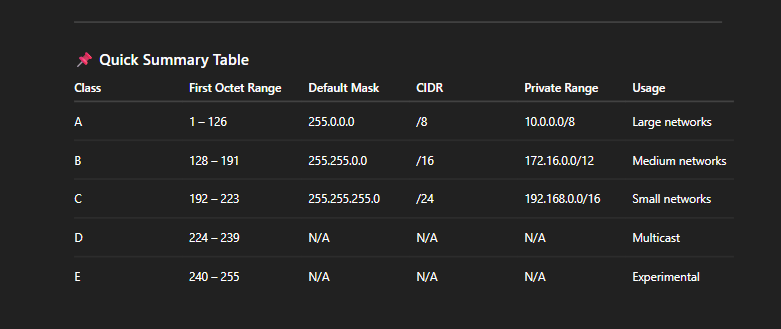 📌 Quick Summary Table
Class First Octet Range Default Mask CIDR Private Range Usage
A 1 – 126 255.0.0.0 /8 10.0.0.0/8 Large networks
B 128 – 191 255.255.0.0 /16 172.16.0.0/12 Medium networks
C 192 – 223 255.255.255.0 /24 192.168.0.0/16 Small networks
D 224 – 239 N/A N/A N/A Multicast
E 240 – 255 N/A N/A N/A Experimental